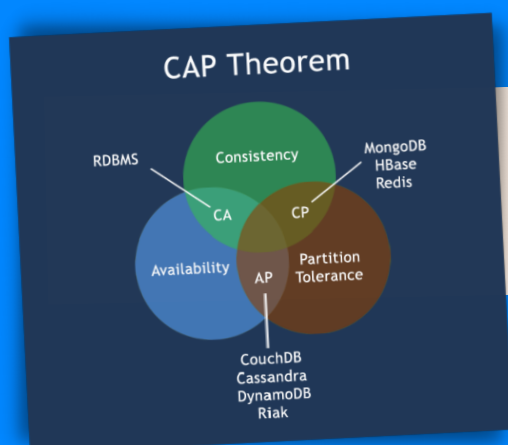 CAP Theorem
RDBMS
Consistency
MongoDB
HBase
Redis
CA
CP
Availability
AP
Partition
Tolerance
CouchDB
Cassandra
DynamoDB
Riak